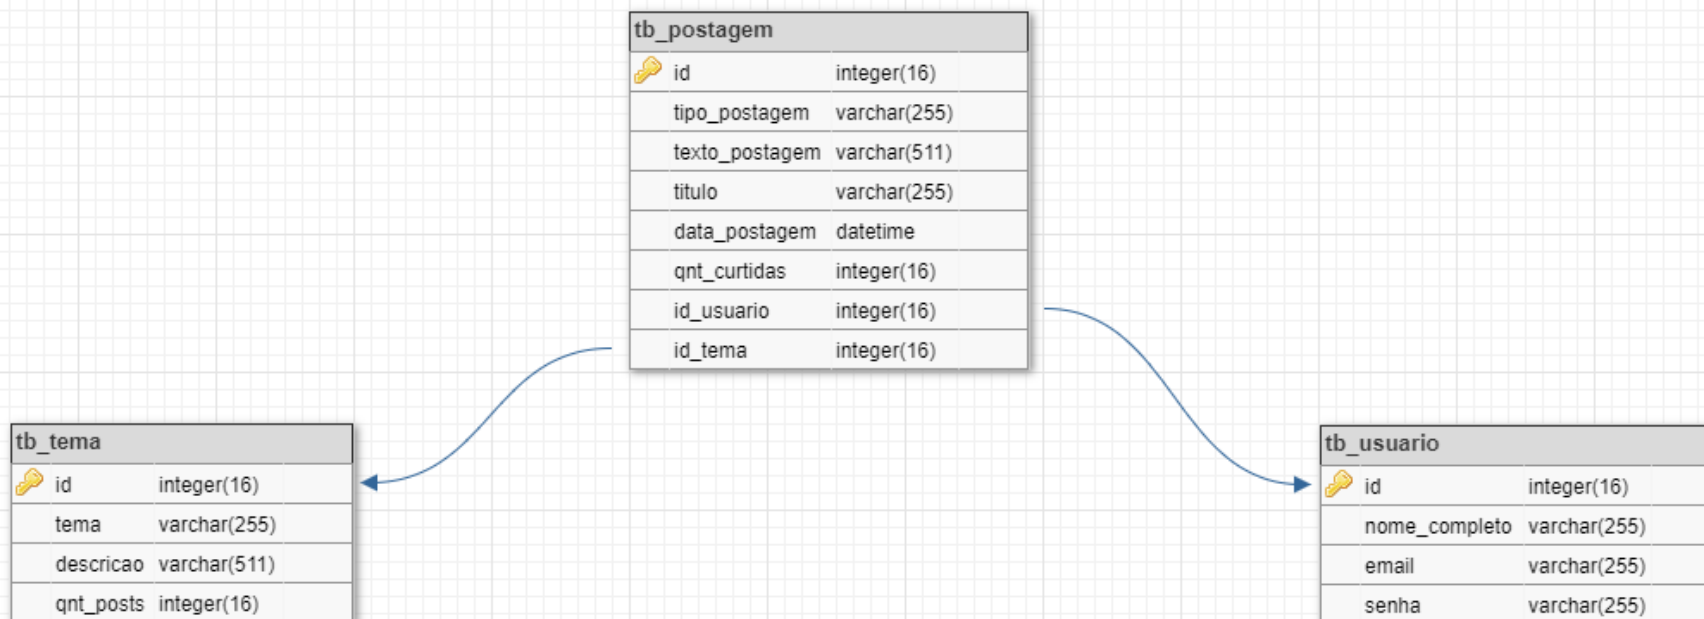 tb_postagem
id integer(16)
tipo_postagem varchar(255)
texto_postagem varchar(511)
titulo varchar(255)
data_postagem datetime
qnt_curtidas integer(16)
id_usuario integer(16)
id_tema integer(16)
tb_tema
id integer(16)
tema varchar(255)
descricao varchar(511)
qnt_posts integer(16)
tb_usuario
id integer(16)
nome_completo varchar(255)
email varchar(255)
senha varchar(255)